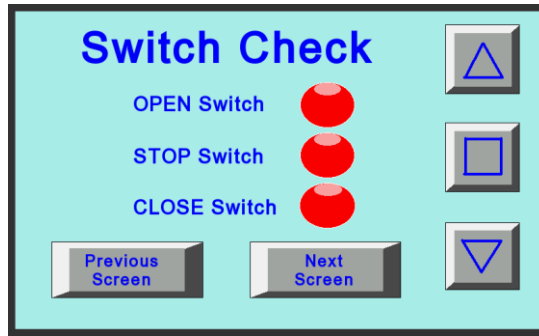 Switch Check
OPEN Switch
STOP Switch
CLOSE Switch
Previous
Screen
Next
Screen